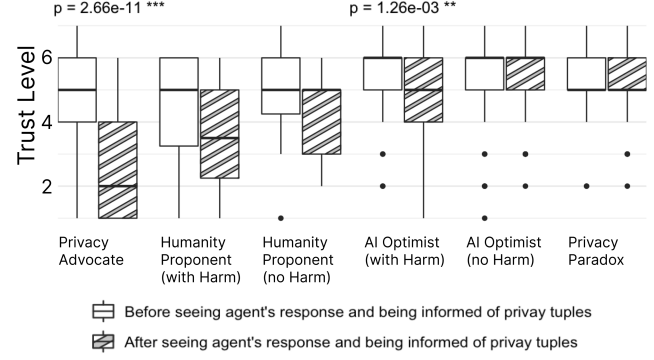 p = 2.66e-11 ***
p = 1.26e-03 **
Trust Level
6
4
2
Privacy Advocate
Humanity Proponent (with Harm)
Humanity Proponent (no Harm)
AI Optimist (with Harm)
AI Optimist (no Harm)
Privacy Paradox
Before seeing agent's response and being informed of privay tuples
After seeing agent's response and being informed of privay tuples